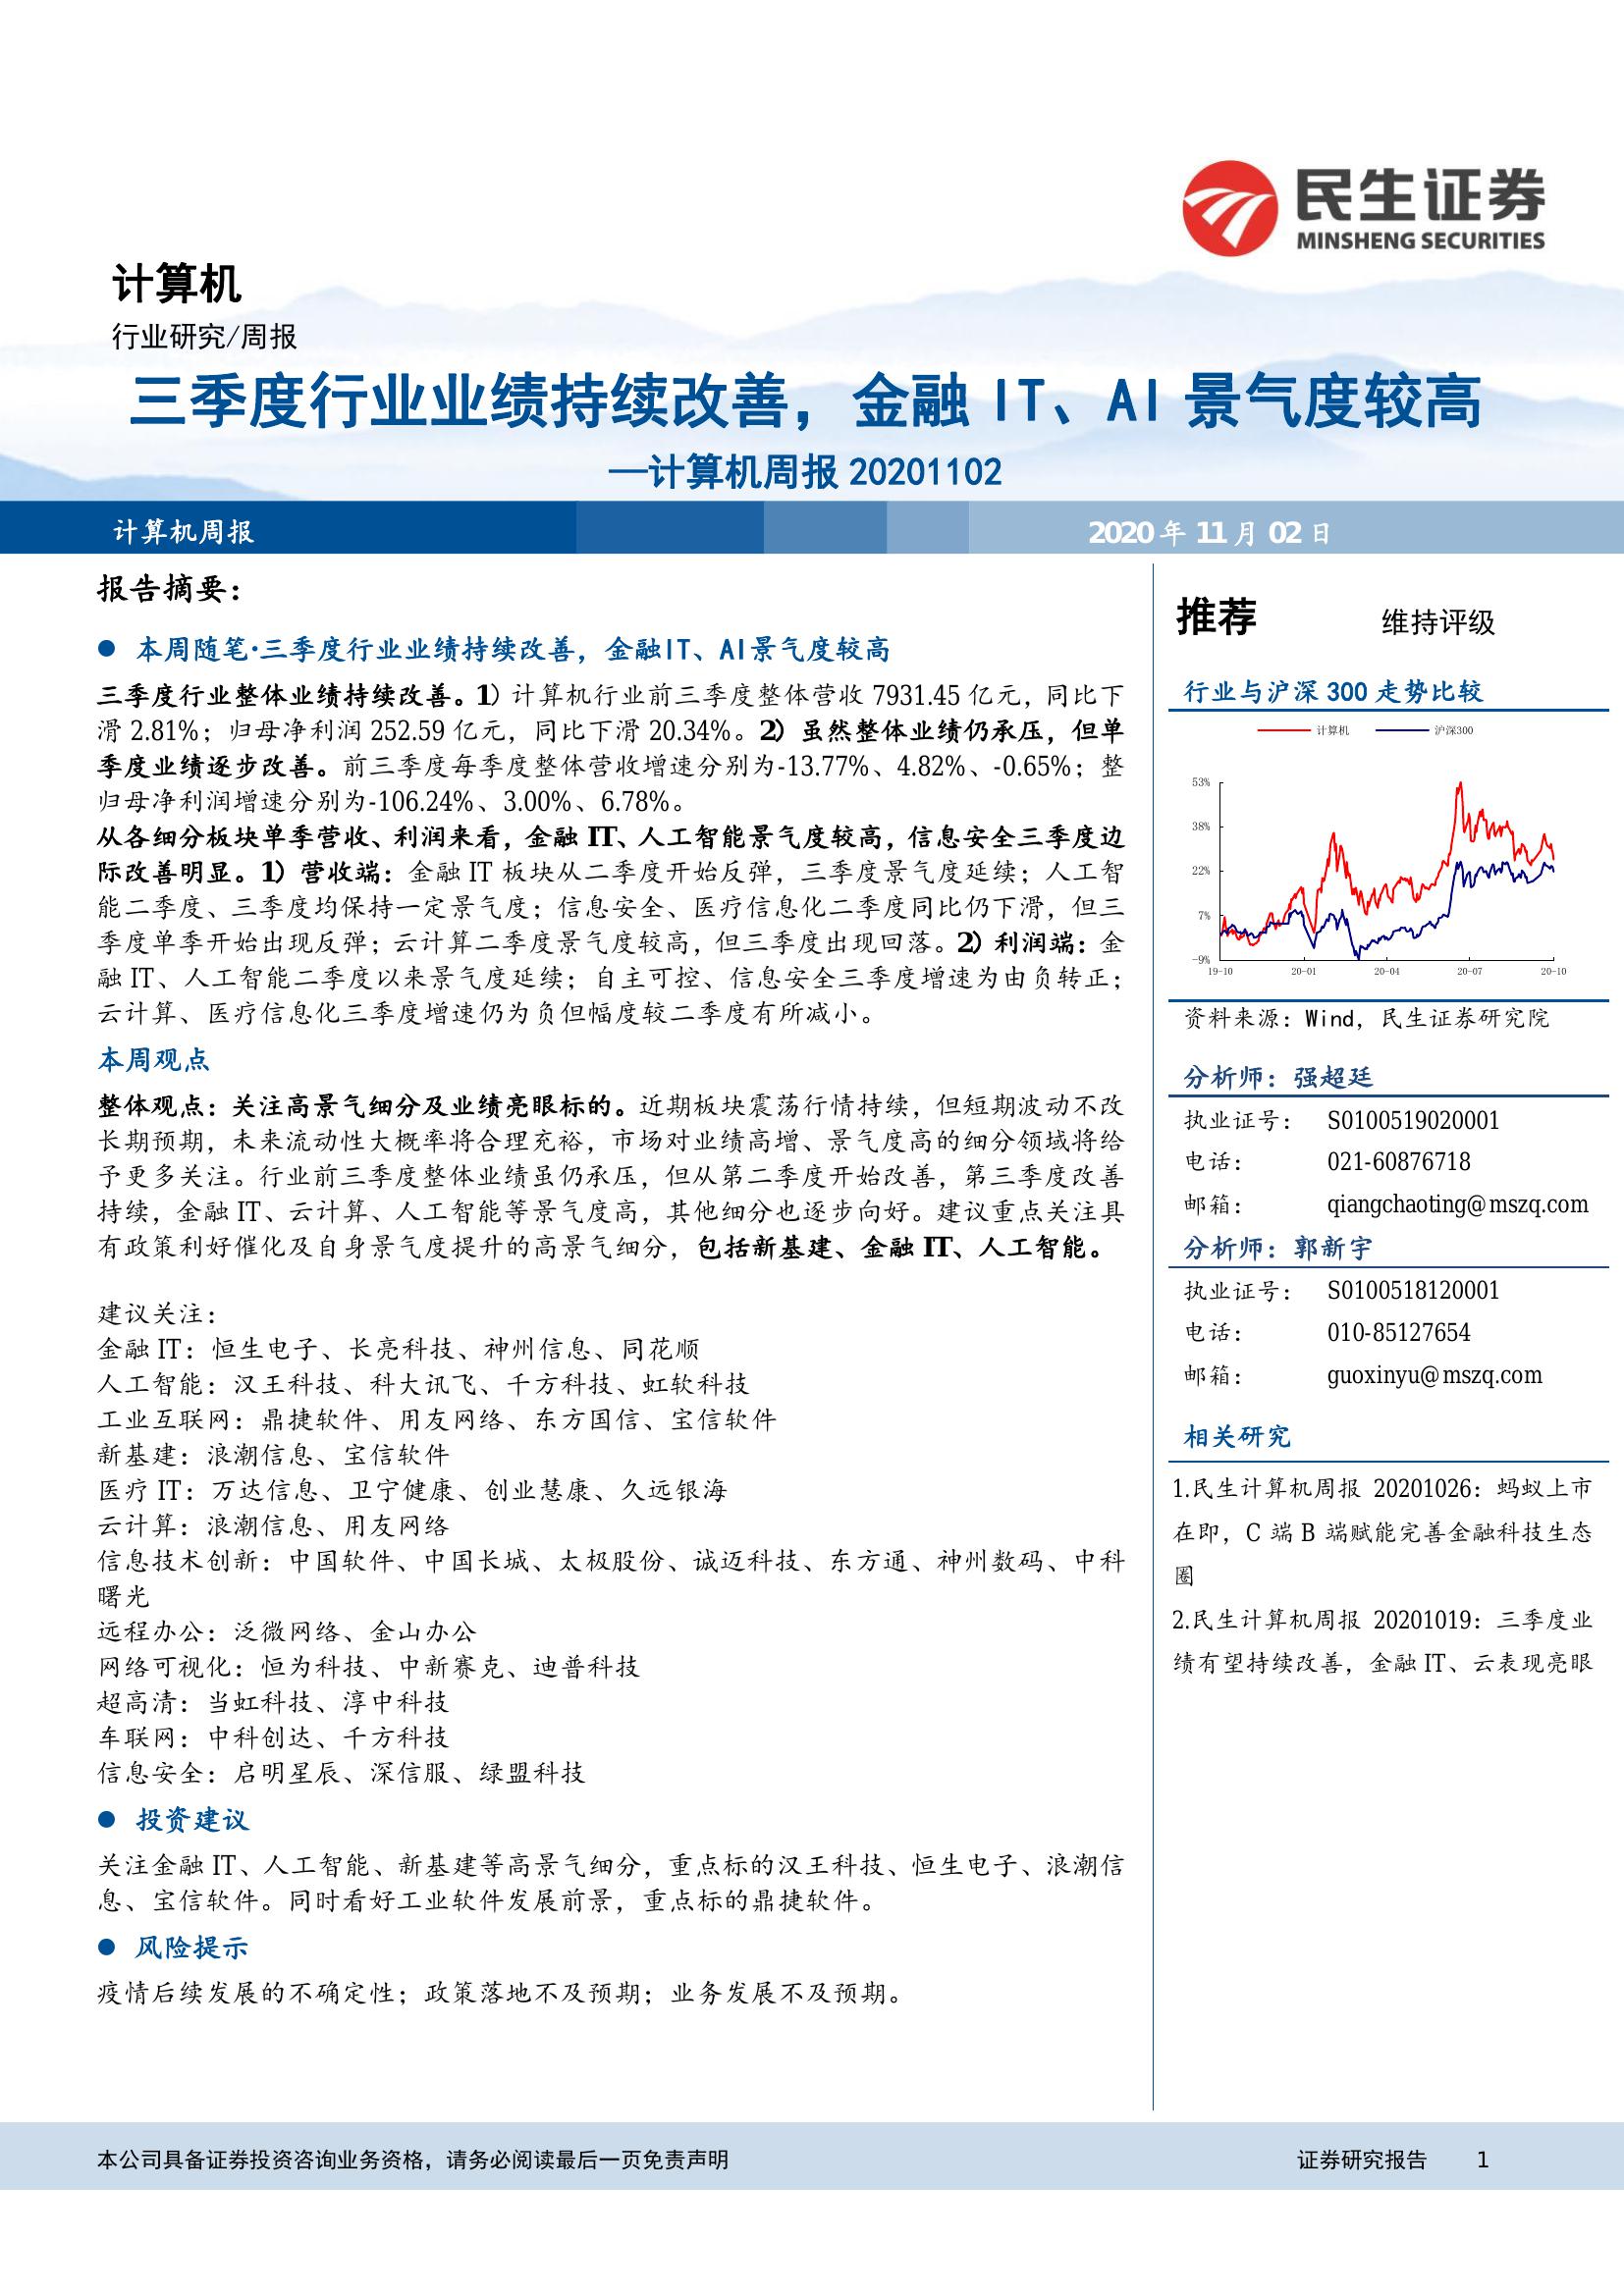 民生证券
MINSHENG SECURITIES
计算机
行业研究/周报
三季度行业业绩持续改善，金融 IT、AI 景气度较高
—计算机周报 20201102
计算机周报
2020 年 11 月 02 日
报告摘要：
● 本周随笔·三季度行业业绩持续改善，金融IT、AI景气度较高
三季度行业整体业绩持续改善。1）计算机行业前三季度整体营收 7931.45 亿元，同比下
滑 2.81%；归母净利润 252.59 亿元，同比下滑 20.34%。2）虽然整体业绩仍承压，但单
季度业绩逐步改善。前三季度每季度整体营收增速分别为-13.77%、4.82%、-0.65%；整
归母净利润增速分别为-106.24%、3.00%、6.78%。
从各细分板块单季营收、利润来看，金融 IT、人工智能景气度较高，信息安全三季度边
际改善明显。1）营收端：金融 IT 板块从二季度开始反弹，三季度景气度延续；人工智
能二季度、三季度均保持一定景气度；信息安全、医疗信息化二季度同比仍下滑，但三
季度单季开始出现反弹；云计算二季度景气度较高，但三季度出现回落。2）利润端：金
融 IT、人工智能二季度以来景气度延续；自主可控、信息安全三季度增速为由负转正；
云计算、医疗信息化三季度增速仍为负但幅度较二季度有所减小。
本周观点
整体观点：关注高景气细分及业绩亮眼标的。近期板块震荡行情持续，但短期波动不改
长期预期，未来流动性大概率将合理充裕，市场对业绩高增、景气度高的细分领域将给
予更多关注。行业前三季度整体业绩虽仍承压，但从第二季度开始改善，第三季度改善
持续，金融 IT、云计算、人工智能等景气度高，其他细分也逐步向好。建议重点关注具
有政策利好催化及自身景气度提升的高景气细分，包括新基建、金融 IT、人工智能。
建议关注：
金融 IT：恒生电子、长亮科技、神州信息、同花顺
人工智能：汉王科技、科大讯飞、千方科技、虹软科技
工业互联网：鼎捷软件、用友网络、东方国信、宝信软件
新基建：浪潮信息、宝信软件
医疗 IT：万达信息、卫宁健康、创业慧康、久远银海
云计算：浪潮信息、用友网络
信息技术创新：中国软件、中国长城、太极股份、诚迈科技、东方通、神州数码、中科
曙光
远程办公：泛微网络、金山办公
网络可视化：恒为科技、中新赛克、迪普科技
超高清：当虹科技、淳中科技
车联网：中科创达、千方科技
信息安全：启明星辰、深信服、绿盟科技
● 投资建议
关注金融 IT、人工智能、新基建等高景气细分，重点标的汉王科技、恒生电子、浪潮信
息、宝信软件。同时看好工业软件发展前景，重点标的鼎捷软件。
● 风险提示
疫情后续发展的不确定性；政策落地不及预期；业务发展不及预期。
推荐 维持评级
行业与沪深 300 走势比较
计算机 沪深300
53%
38%
22%
7%
-9%
19-10 20-01 20-04 20-07 20-10
资料来源：Wind，民生证券研究院
分析师：强超廷
执业证号： S0100519020001
电话： 021-60876718
邮箱： qiangchaoting@mszq.com
分析师：郭新宇
执业证号： S0100518120001
电话： 010-85127654
邮箱： guoxinyu@mszq.com
相关研究
1.民生计算机周报 20201026：蚂蚁上市
在即，C 端 B 端赋能完善金融科技生态
圈
2.民生计算机周报 20201019：三季度业
绩有望持续改善，金融 IT、云表现亮眼
本公司具备证券投资咨询业务资格，请务必阅读最后一页免责声明
证券研究报告 1